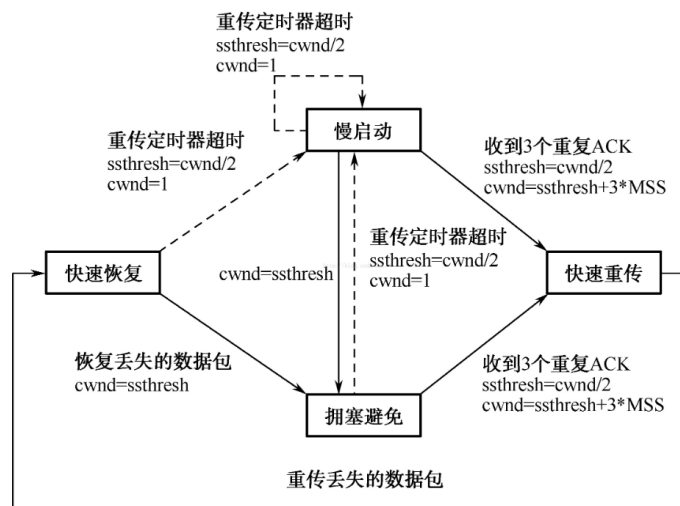 重传定时器超时
ssthresh=cwnd/2
cwnd=1
慢启动
重传定时器超时
ssthresh=cwnd/2
cwnd=1
收到3个重复ACK
ssthresh=cwnd/2
cwnd=ssthresh+3*MSS
快速恢复
cwnd=ssthresh
重传定时器超时
ssthresh=cwnd/2
cwnd=1
快速重传
恢复丢失的数据包
cwnd=ssthresh
拥塞避免
收到3个重复ACK
ssthresh=cwnd/2
cwnd=ssthresh+3*MSS
重传丢失的数据包